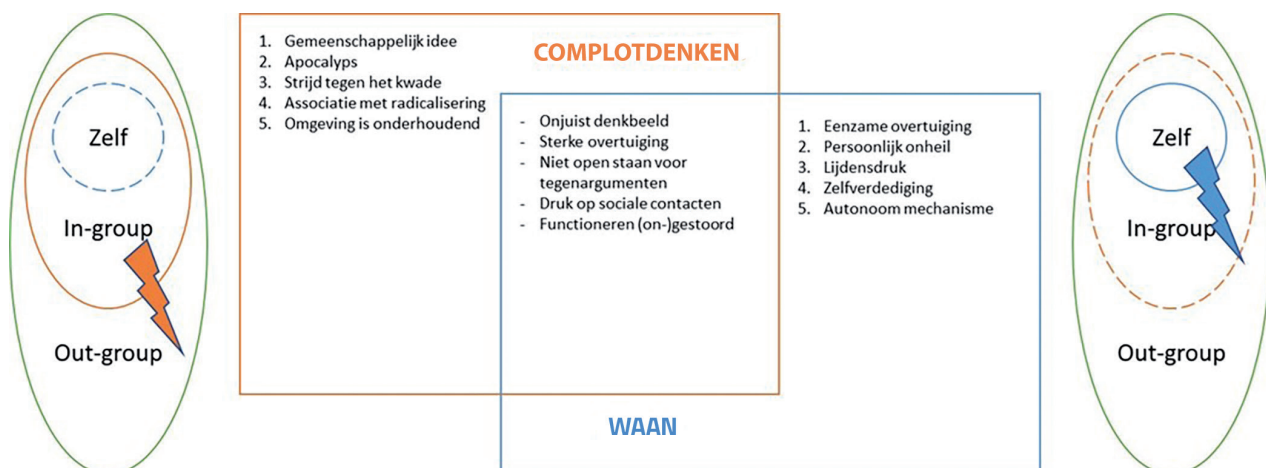 Zelf
In-group
Out-group
COMPLOTDENKEN
1. Gemeenschappelijk idee
2. Apocalyps
3. Strijd tegen het kwade
4. Associatie met radicalisering
5. Omgeving is onderhoudend
- Onjuist denkbeeld
- Sterke overtuiging
- Niet open staan voor
tegenargumenten
- Druk op sociale contacten
- Functioneren (on-)gestoord
1. Eenzame overtuiging
2. Persoonlijk onheil
3. Lijdensdruk
4. Zelfverdediging
5. Autonoom mechanisme
WAAN
Zelf
In-group
Out-group